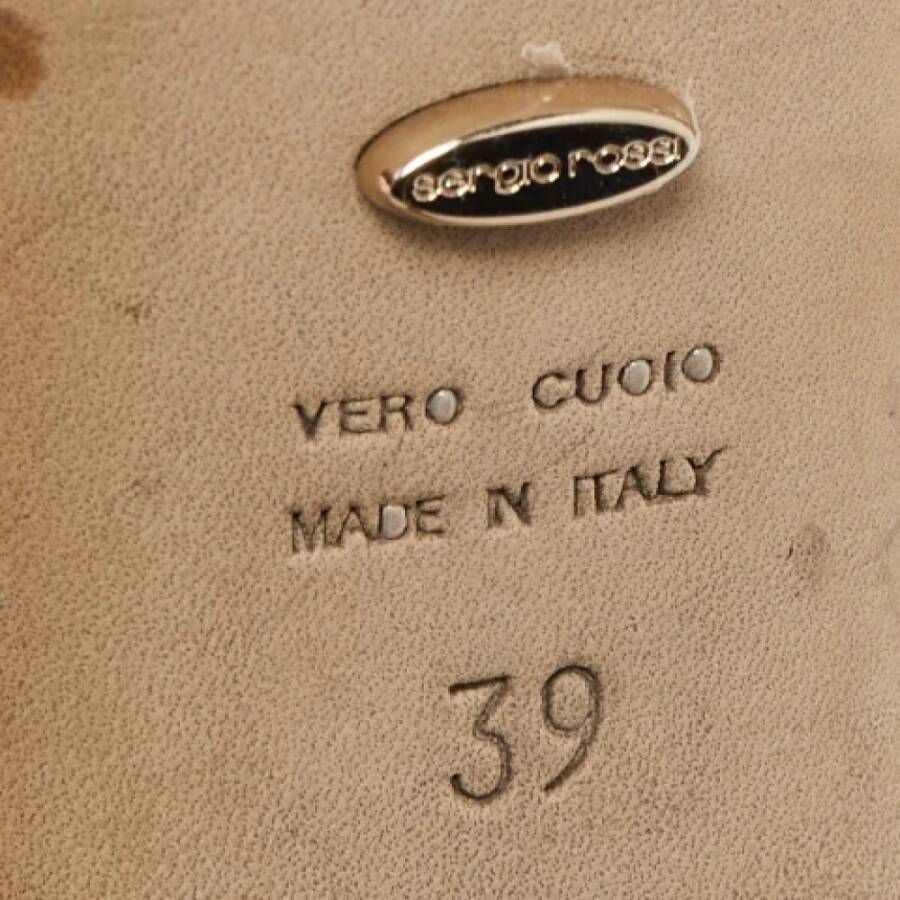 sergio rossi
VERO CUOIO
MADE IN ITALY
39